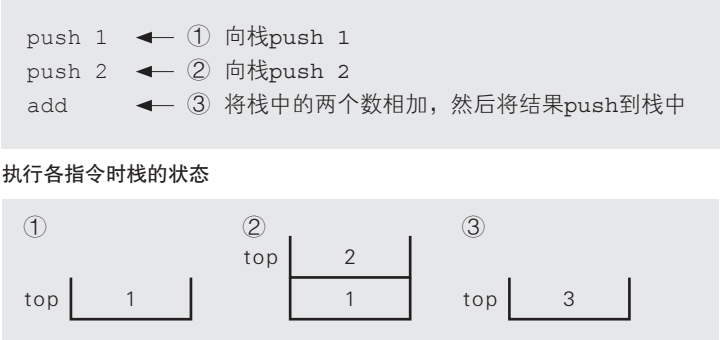 push 1 ① 向栈push 1
push 2 ② 向栈push 2
add ③ 将栈中的两个数相加，然后将结果push到栈中
执行各指令时栈的状态
① ② ③
top 2
top 1 1 top 3